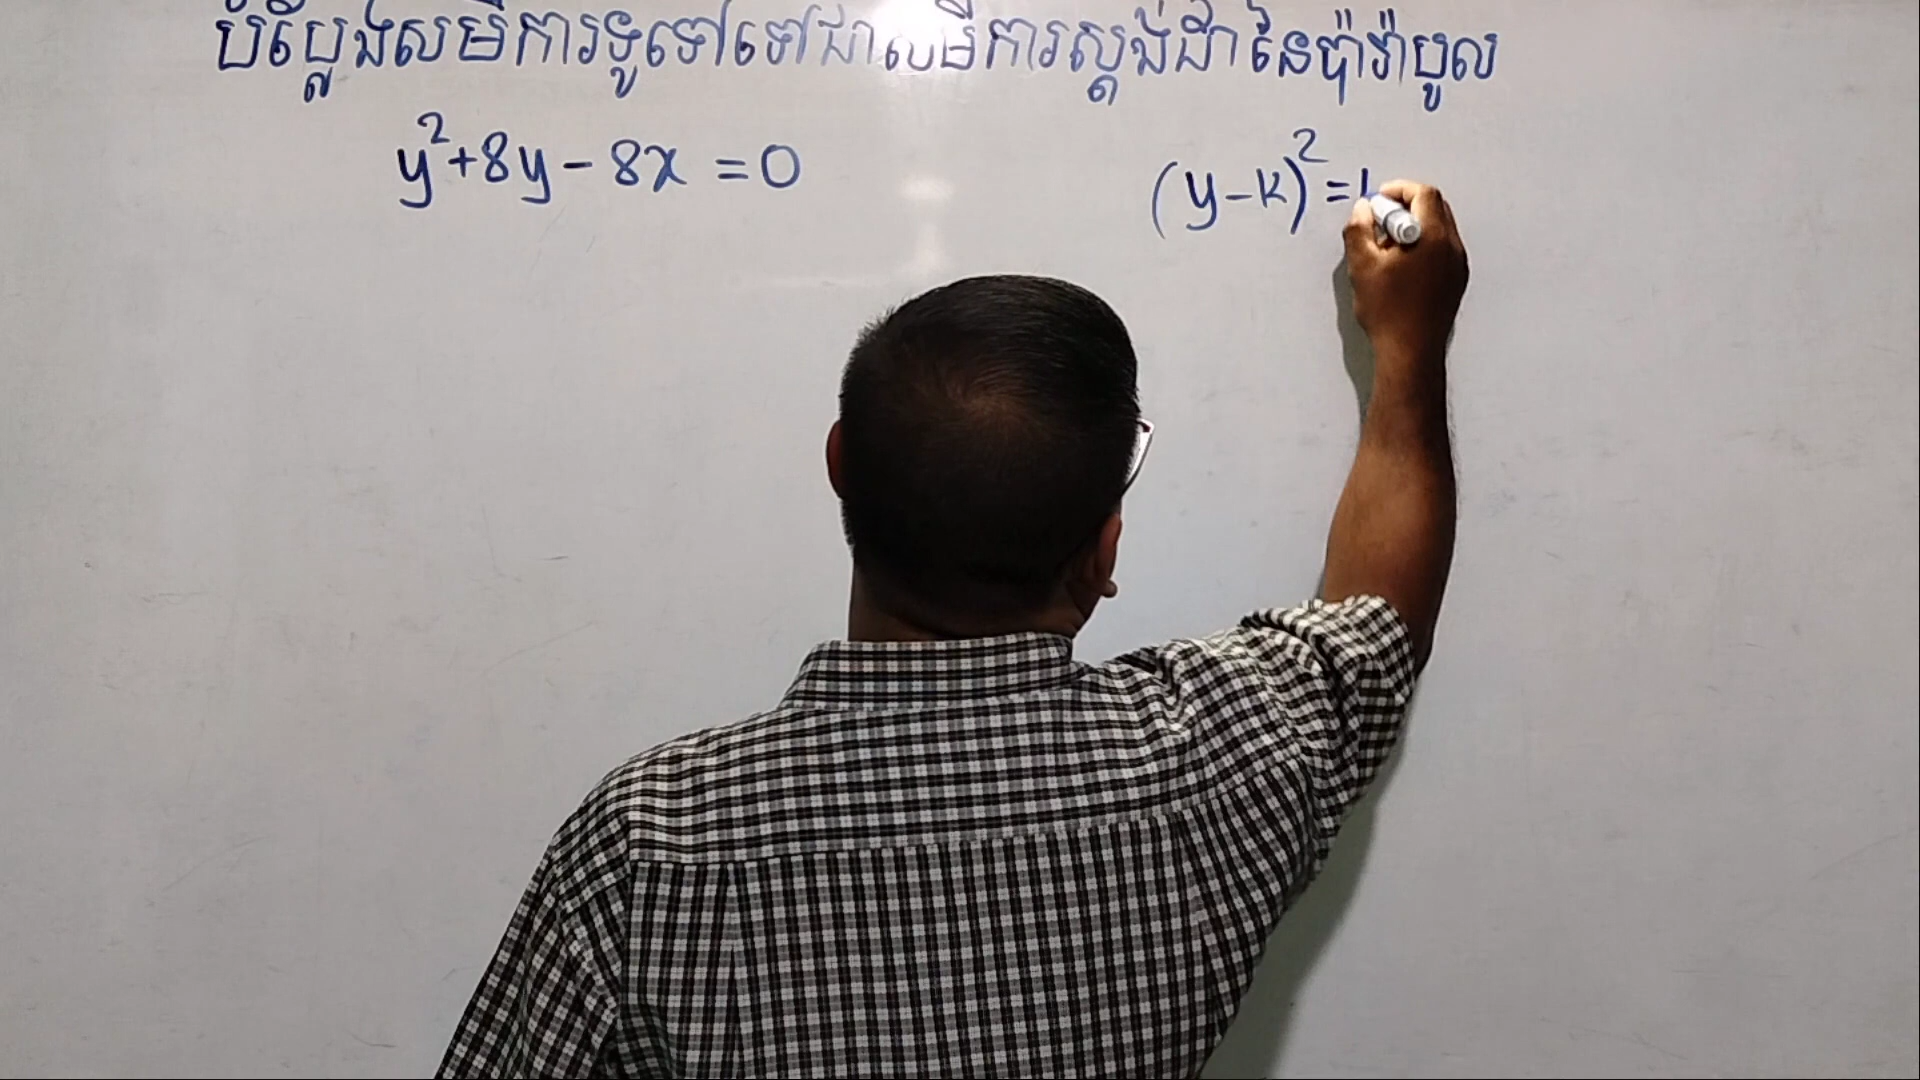 បំប្លែងសមីការទូទៅទៅជាសមីការស្តង់ដានៃប៉ារ៉ាបូល
y²+8y-8x=0
(y-k)²=